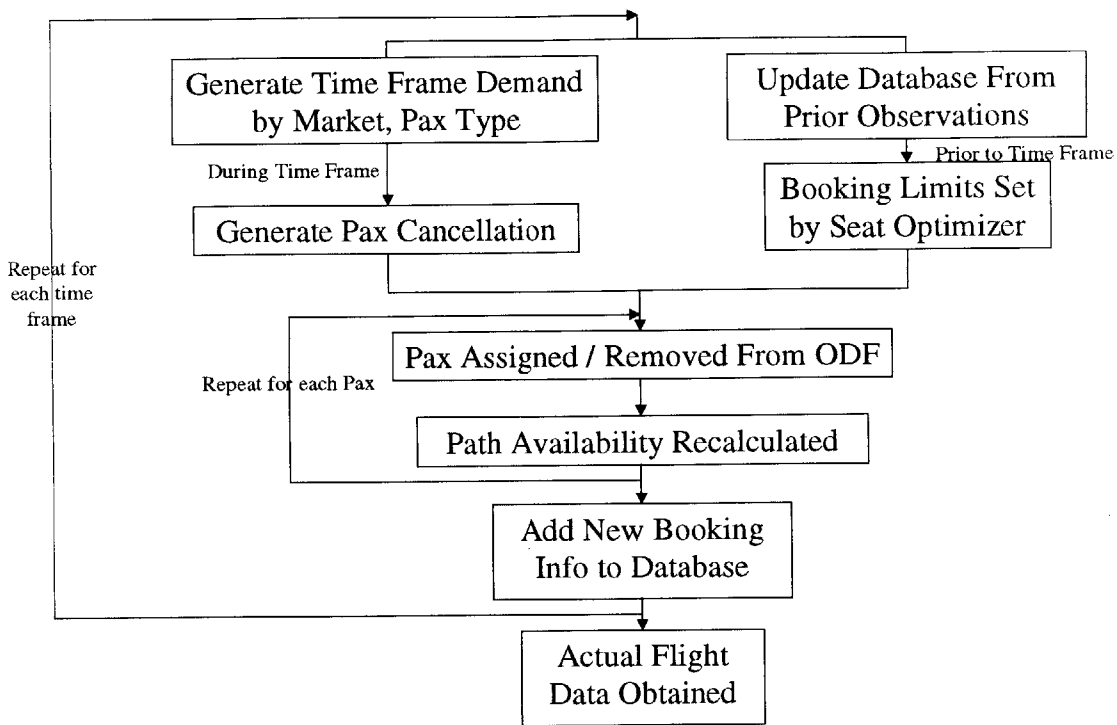 Generate Time Frame Demand
by Market, Pax Type
Update Database From
Prior Observations
During Time Frame
Prior to Time Frame
Generate Pax Cancellation
Booking Limits Set
by Seat Optimizer
Repeat for
each time
frame
Pax Assigned / Removed From ODF
Repeat for each Pax
Path Availability Recalculated
Add New Booking
Info to Database
Actual Flight
Data Obtained